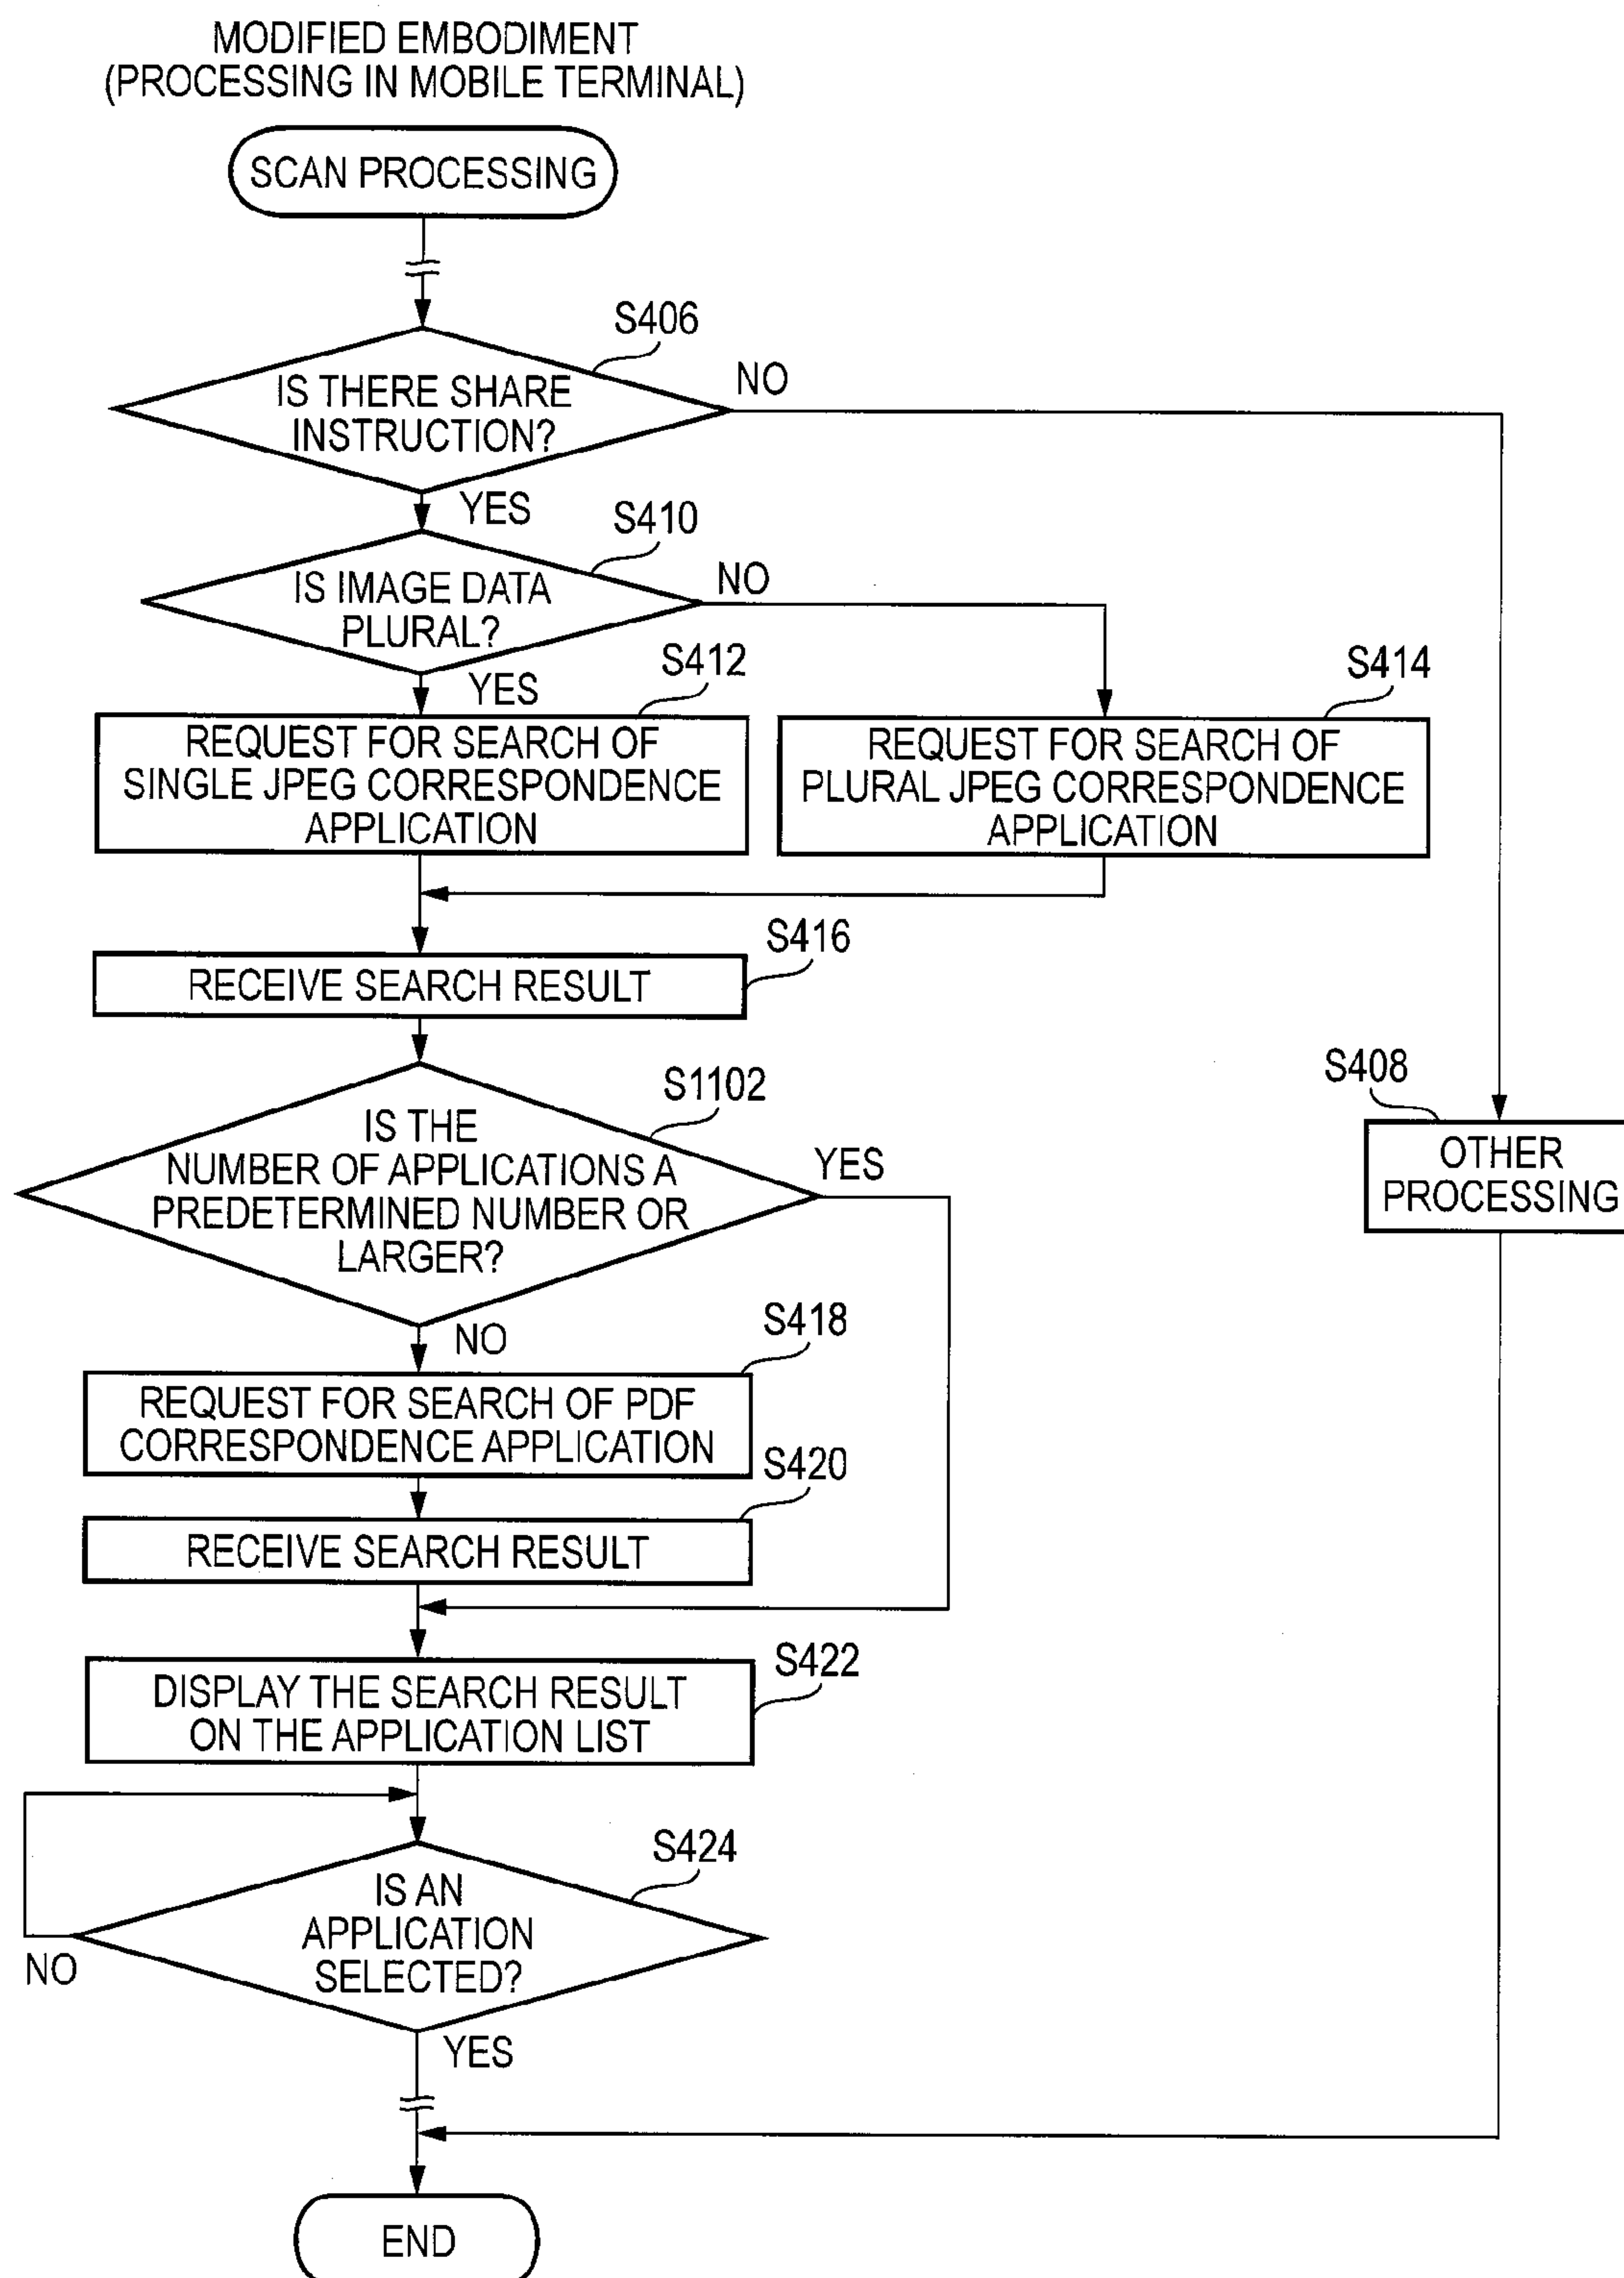 MODIFIED EMBODIMENT
(PROCESSING IN MOBILE TERMINAL)
SCAN PROCESSING
S406
IS THERE SHARE
INSTRUCTION?
NO
YES
S410
IS IMAGE DATA
PLURAL?
NO
YES
S412
REQUEST FOR SEARCH OF
SINGLE JPEG CORRESPONDENCE
APPLICATION
S414
REQUEST FOR SEARCH OF
PLURAL JPEG CORRESPONDENCE
APPLICATION
S416
RECEIVE SEARCH RESULT
S1102
IS THE
NUMBER OF APPLICATIONS A
PREDETERMINED NUMBER OR
LARGER?
YES
NO
S408
OTHER
PROCESSING
S418
REQUEST FOR SEARCH OF PDF
CORRESPONDENCE APPLICATION
S420
RECEIVE SEARCH RESULT
S422
DISPLAY THE SEARCH RESULT
ON THE APPLICATION LIST
S424
IS AN
APPLICATION
SELECTED?
NO
YES
END